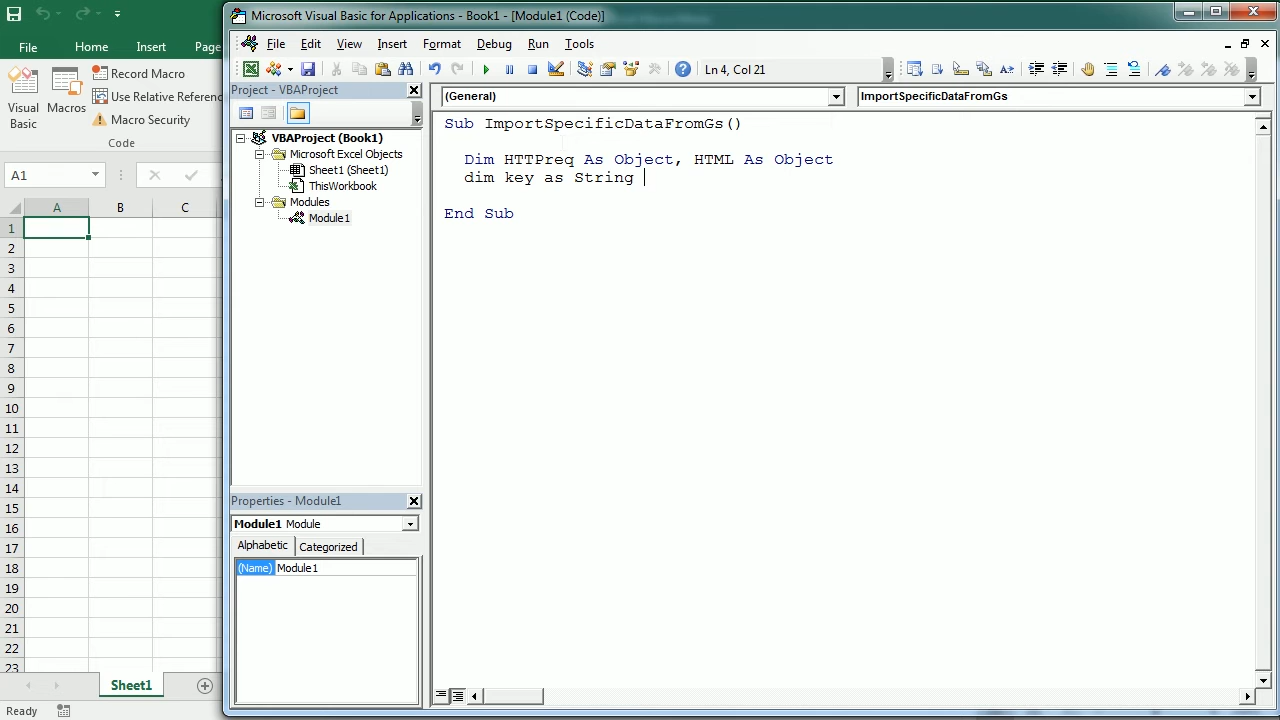 Microsoft Visual Basic for Applications - Book1 - [Module1 (Code)]
File Home Insert Page
Visual Basic
Macros
Record Macro
Use Relative Referenc
Macro Security
Code
A1
A B C
1
2
3
4
5
6
7
8
9
10
11
12
13
14
15
16
17
18
19
20
21
22
23
Sheet1
Ready
File Edit View Insert Format Debug Run Tools
Ln 4, Col 21
Project - VBAProject
VBAProject (Book1)
Microsoft Excel Objects
Sheet1 (Sheet1)
ThisWorkbook
Modules
Module1
Properties - Module1
Module1 Module
Alphabetic Categorized
(Name) Module1
(General) ImportSpecificDataFromGs
Sub ImportSpecificDataFromGs()
Dim HTTPreq As Object, HTML As Object
dim key as String
End Sub